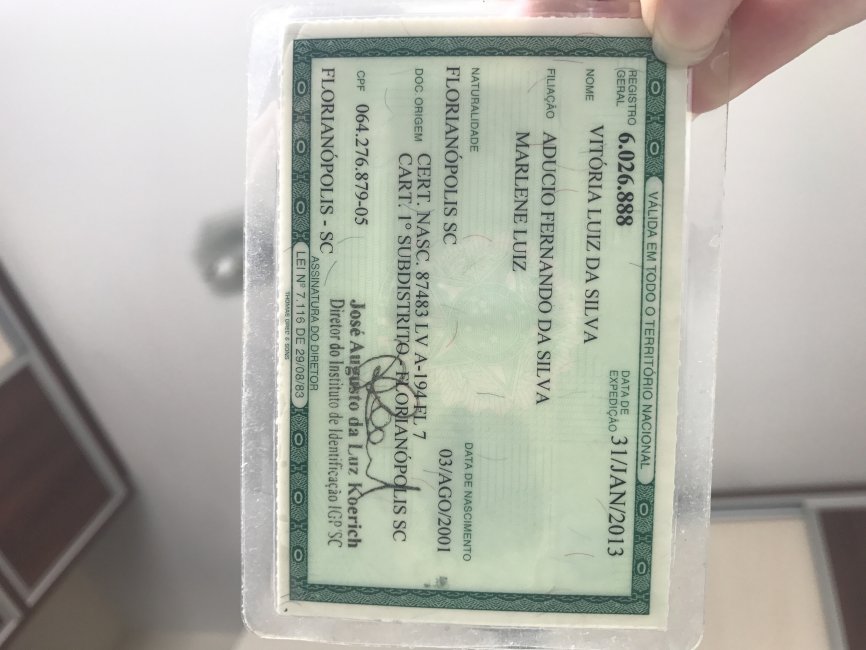 VÁLIDA EM TODO O TERRITÓRIO NACIONAL
REGISTRO GERAL 6.026.888 DATA DE EXPEDIÇÃO 31/JAN/2013
NOME VITÓRIA LUIZ DA SILVA
FILIAÇÃO ADUCIO FERNANDO DA SILVA
MARLENE LUIZ
NATURALIDADE DATA DE NASCIMENTO
FLORIANÓPOLIS SC 03/AGO/2001
DOC ORIGEM CERT. NASC. 87483 LV A-194 FL 7
CART. 1º SUBDISTRITO - FLORIANÓPOLIS SC
CPF 064.276.879-05
José Augusto da Luz Koerich
Diretor do Instituto de Identificação IGP SC
FLORIANÓPOLIS - SC
ASSINATURA DO DIRETOR
LEI Nº 7.116 DE 29/08/83